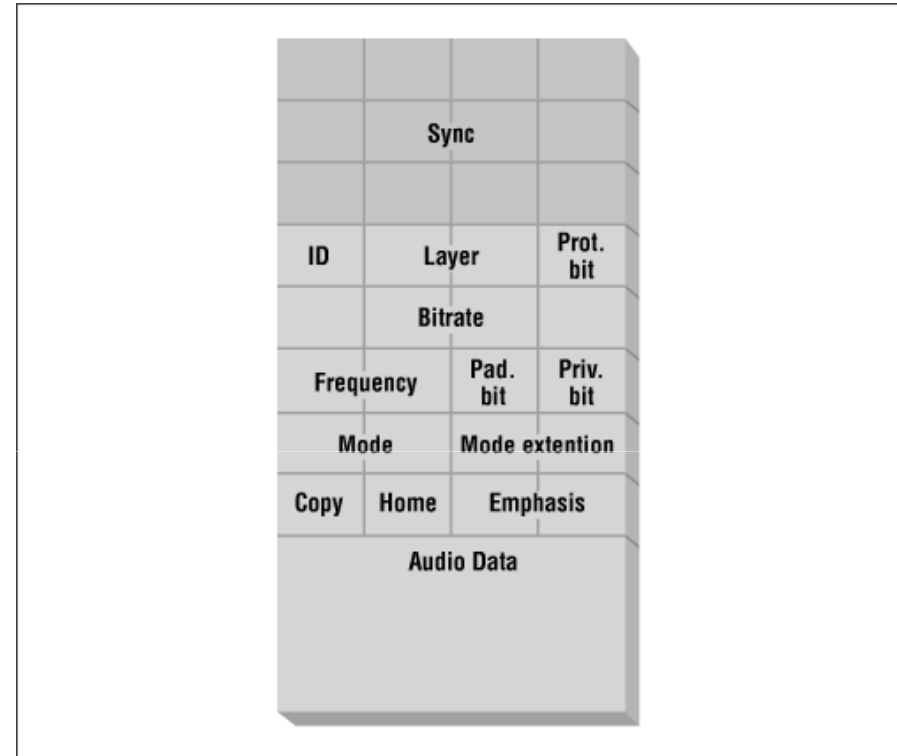 Sync
ID Layer Prot. bit
Bitrate
Frequency Pad. bit Priv. bit
Mode Mode extention
Copy Home Emphasis
Audio Data